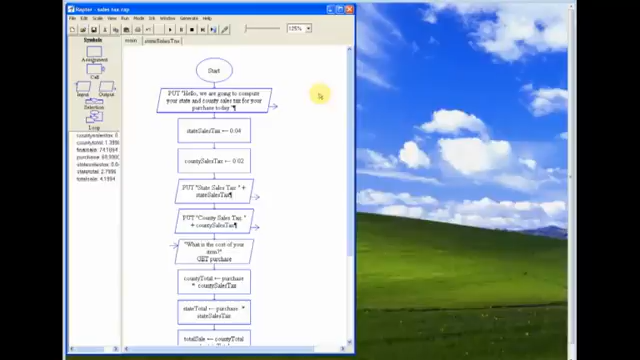 Raptor - sales tax.rap
File Edit Scale View Run Mode Ink Window Generate Help
125%
Symbols
main
stateSalesTax
Assignment
Call
Input
Output
Selection
Loop
Start
PUT "Hello, we are going to compute
your state and county sales tax for your
purchase today."¶
stateSalesTax ← 0.04
countySalesTax ← 0.02
PUT "State Sales Tax " +
stateSalesTax¶
PUT "County Sales Tax "
+ countySalesTax¶
"What is the cost of your
item?"
GET purchase
countyTotal ← purchase
* countySalesTax
stateTotal ← purchase *
stateSalesTax
totalSale ← countyTotal